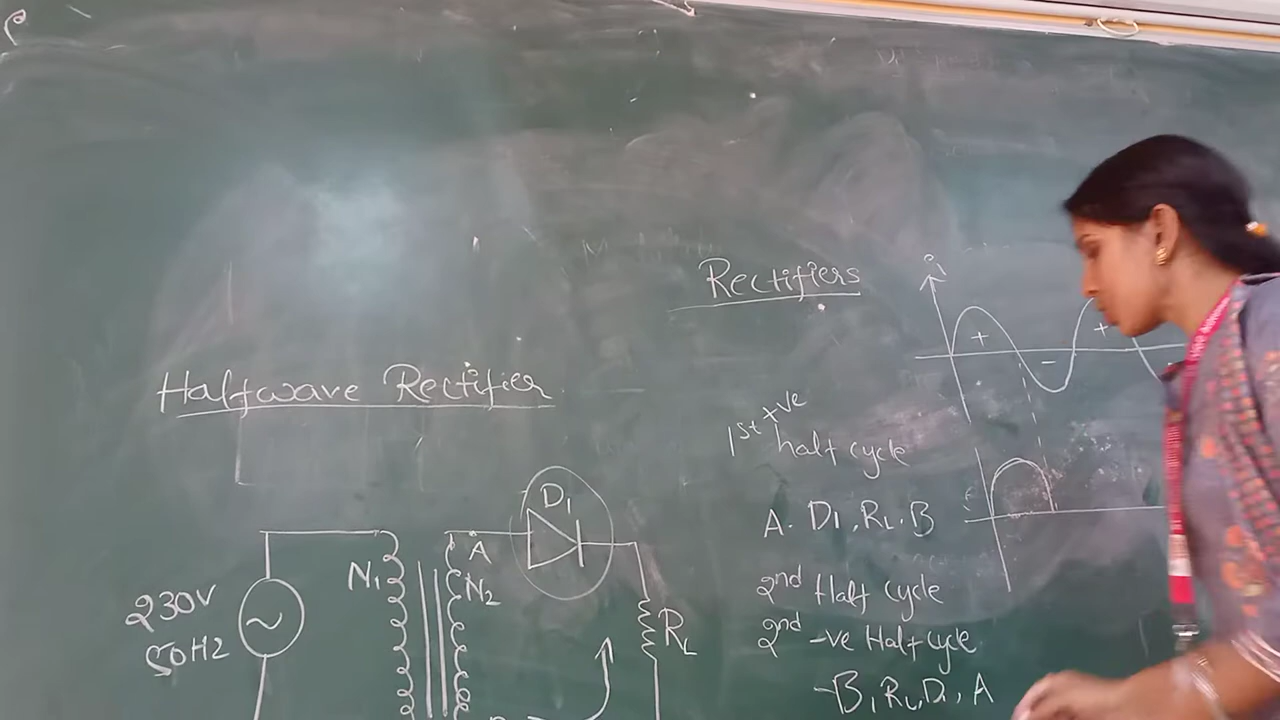 Rectifiers
i
+
-
+
Halfwave Rectifier
1st +ve
half cycle
A. D1, RL. B
2nd Half Cycle
2nd -ve Half cycle
-B, RL, D1, A
D1
A
N1
N2
230V
50HZ
RL